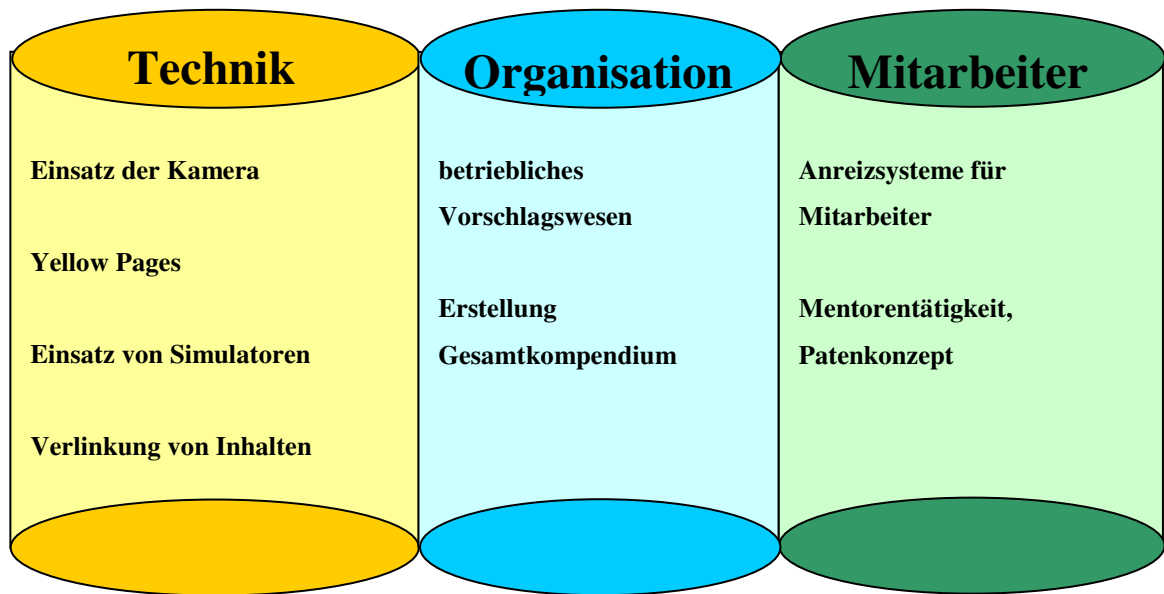 Technik
Einsatz der Kamera
Yellow Pages
Einsatz von Simulatoren
Verlinkung von Inhalten
Organisation
betriebliches
Vorschlagswesen
Erstellung
Gesamtkompendium
Mitarbeiter
Anreizsysteme für
Mitarbeiter
Mentorentätigkeit,
Patenkonzept